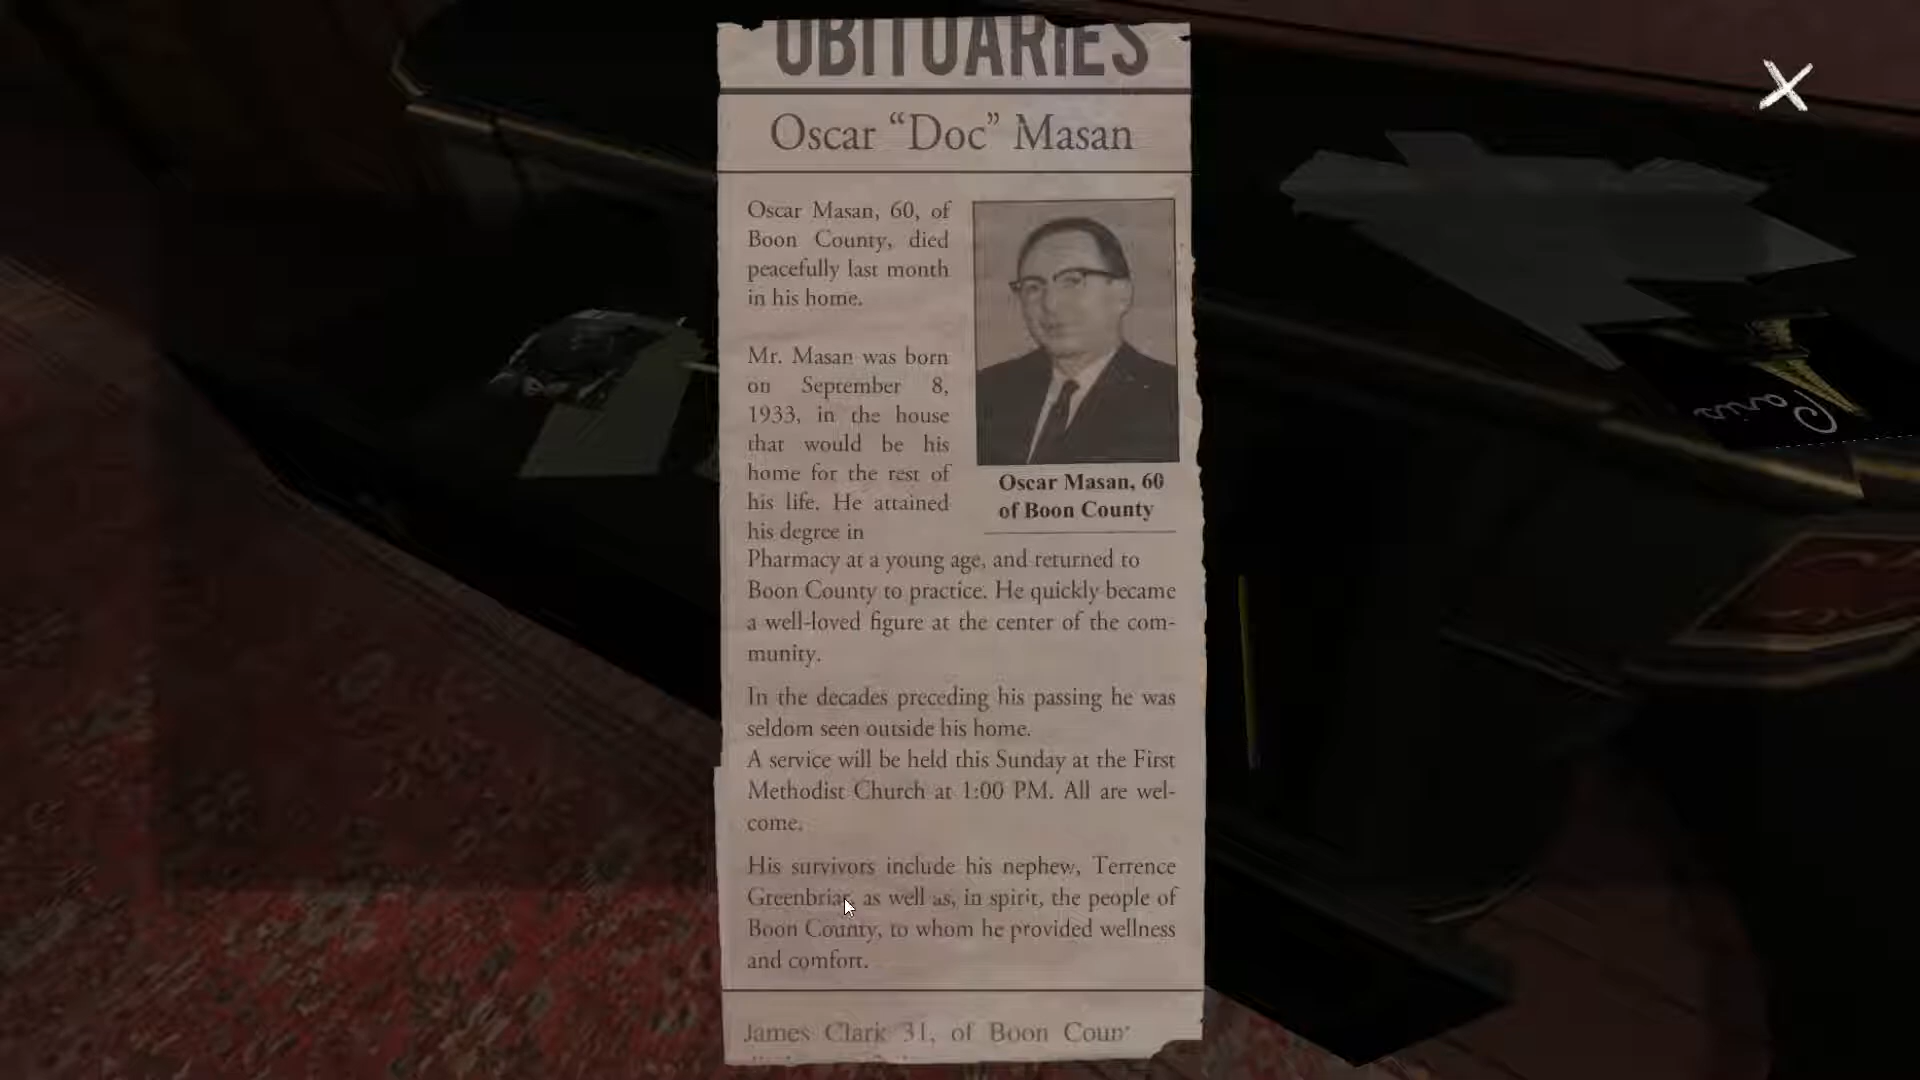 OBITUARIES
Oscar “Doc” Masan
Oscar Masan, 60, of
Boon County, died
peacefully last month
in his home.
Mr. Masan was born
on September 8,
1933, in the house
that would be his
home for the rest of
his life. He attained
his degree in
Oscar Masan, 60
of Boon County
Pharmacy at a young age, and returned to
Boon County to practice. He quickly became
a well-loved figure at the center of the com-
munity.
In the decades preceding his passing he was
seldom seen outside his home.
A service will be held this Sunday at the First
Methodist Church at 1:00 PM. All are wel-
come.
His survivors include his nephew, Terrence
Greenbriar, as well as, in spirit, the people of
Boon County, to whom he provided wellness
and comfort.
James Clark 31, of Boon Coun
Paris